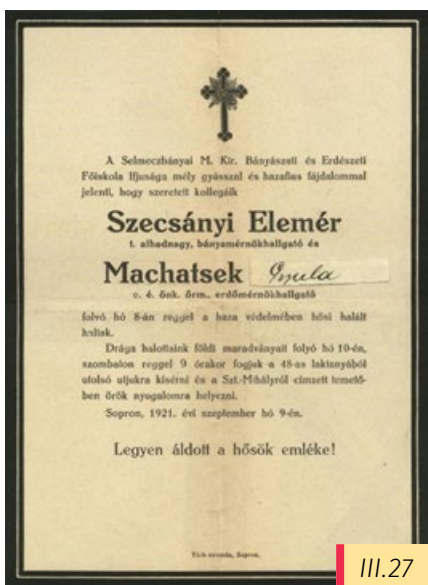 A Selmeczbányai M. Kir. Bányászati és Erdészeti
Főiskola Ifjusága mély gyásszal és hazafias fájdalommal
jelenti, hogy szeretett kollegáik
Szecsányi Elemér
t. alhadnagy, bányamérnökhallgató és
Machatsek Gyula
c. é. önk. őrm., erdőmérnökhallgató
folyó hó 8-án reggel a haza védelmében hősi halált
haltak.
Drága halottaink földi maradványait folyó hó 10-én,
szombaton reggel 9 órakor fogjuk a 48-as laktanyából
utolsó utjukra kisérni és a Szt.-Mihályról címzett temető-
ben örök nyugalomra helyezni.
Sopron, 1921. évi szeptember hó 9-én.
Legyen áldott a hősök emléke!
Sopron.
III.27